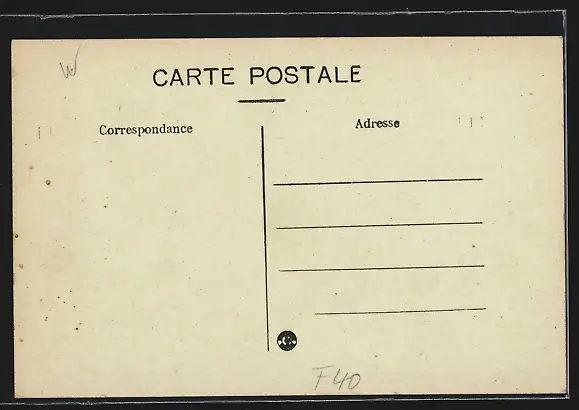 CARTE POSTALE
Correspondance
Adresse
C
F40